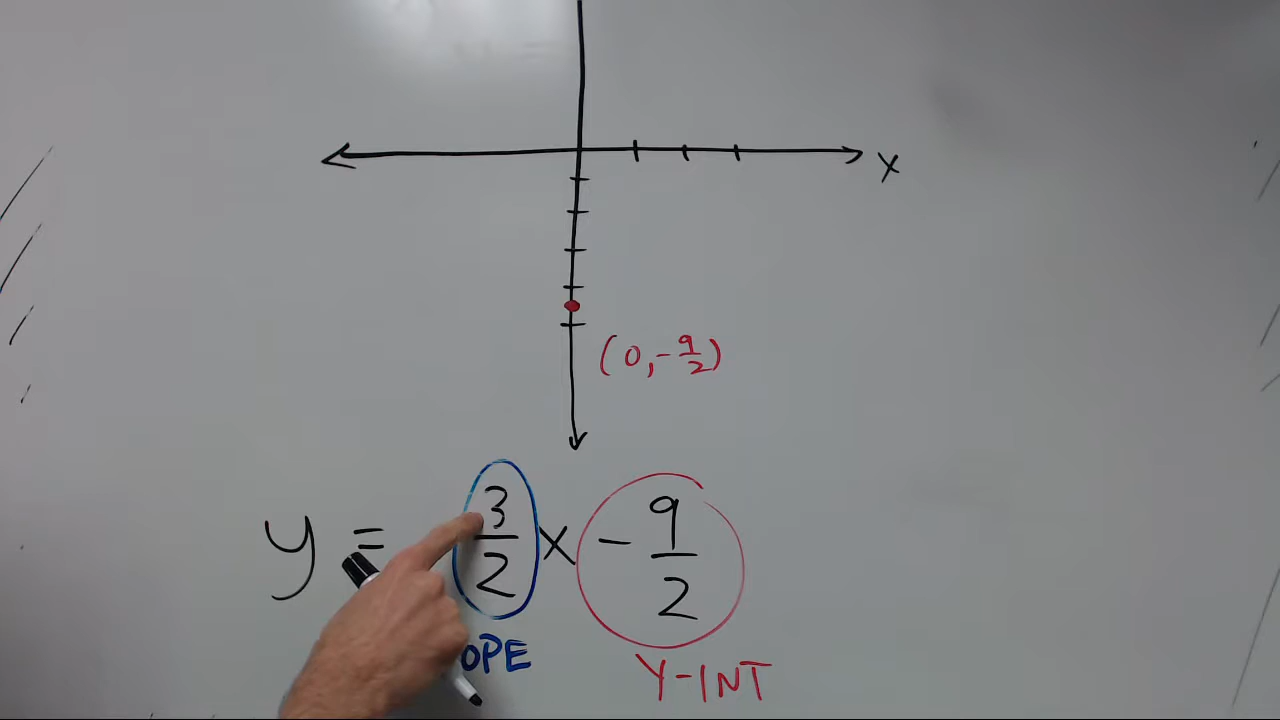 x
(0, -9/2)
y = 3/2 x - 9/2
OPE
Y-INT